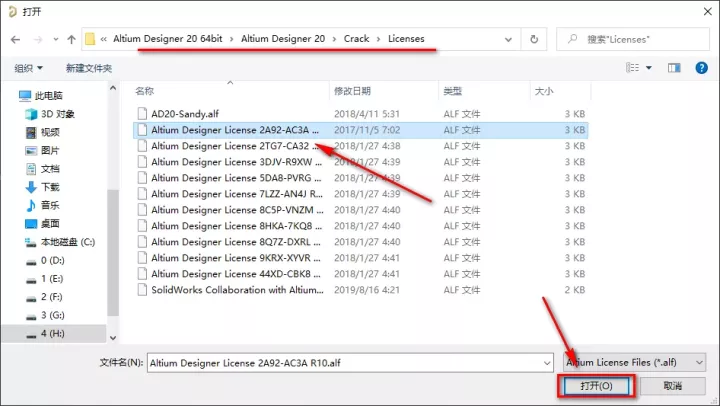 打开
« Altium Designer 20 64bit › Altium Designer 20 › Crack › Licenses
搜索"Licenses"
组织 新建文件夹
名称 修改日期 类型 大小
此电脑
3D 对象
视频
图片
文档
下载
音乐
桌面
本地磁盘 (C:)
0 (D:)
1 (E:)
2 (F:)
3 (G:)
4 (H:)
AD20-Sandy.alf 2018/4/11 5:31 ALF 文件 3 KB
Altium Designer License 2A92-AC3A ... 2017/11/5 7:02 ALF 文件 3 KB
Altium Designer License 2TG7-CA32 ... 2018/1/27 4:38 ALF 文件 3 KB
Altium Designer License 3DJV-R9XW ... 2018/1/27 4:39 ALF 文件 3 KB
Altium Designer License 5DA8-PVRG ... 2018/1/27 4:39 ALF 文件 3 KB
Altium Designer License 7LZZ-AN4J R... 2018/1/27 4:39 ALF 文件 3 KB
Altium Designer License 8C5P-VNZM ... 2018/1/27 4:40 ALF 文件 3 KB
Altium Designer License 8HKA-7KQ8 ... 2018/1/27 4:40 ALF 文件 3 KB
Altium Designer License 8Q7Z-DXRL ... 2018/1/27 4:40 ALF 文件 3 KB
Altium Designer License 9KRX-XYVR ... 2018/1/27 4:41 ALF 文件 3 KB
Altium Designer License 44XD-CBK8 ... 2018/1/27 4:41 ALF 文件 3 KB
SolidWorks Collaboration with Altium... 2019/8/16 4:21 ALF 文件 2 KB
文件名(N): Altium Designer License 2A92-AC3A R10.alf Altium License Files (*.alf)
打开(O) 取消